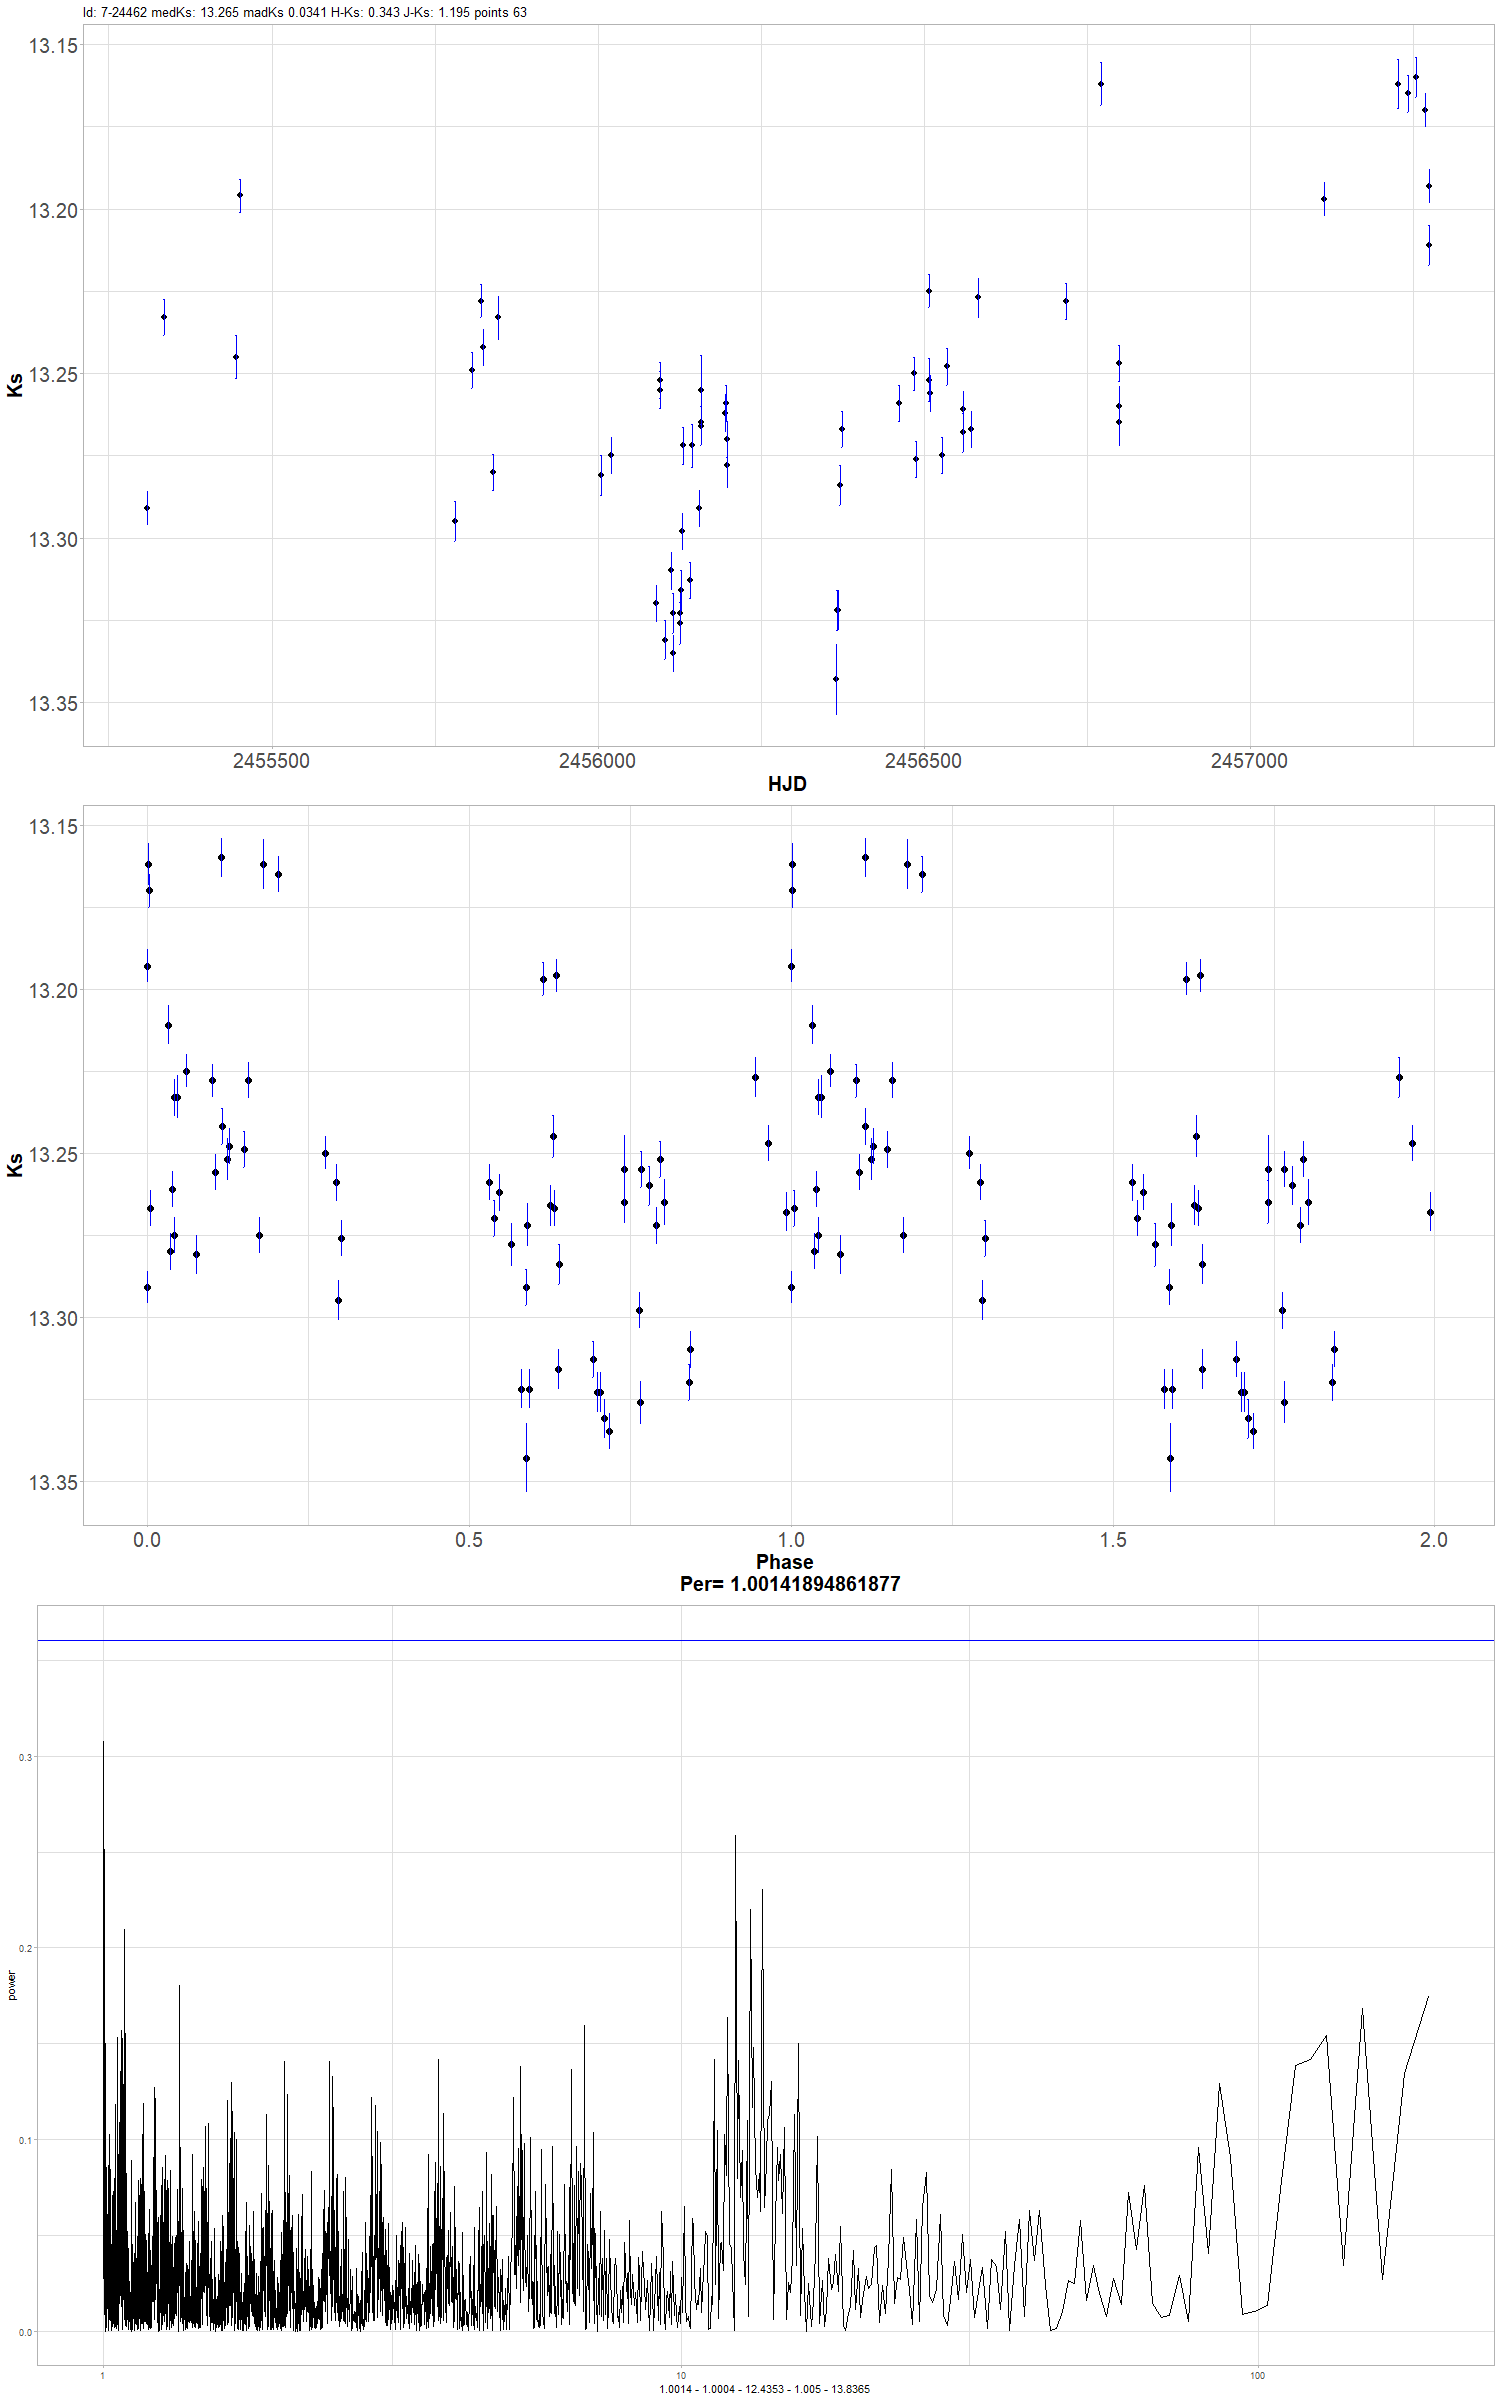 Id: 7-24462 medKs: 13.265 madKs 0.0341 H-Ks: 0.343 J-Ks: 1.195 points 63
13.15
13.20
13.25
13.30
13.35
Ks
2455500 2456000 2456500 2457000
HJD
13.15
13.20
13.25
13.30
13.35
Ks
0.0 0.5 1.0 1.5 2.0
Phase
Per= 1.00141894861877
0.3
0.2
0.1
0.0
power
1 10 100
1.0014 - 1.0004 - 12.4353 - 1.005 - 13.8365